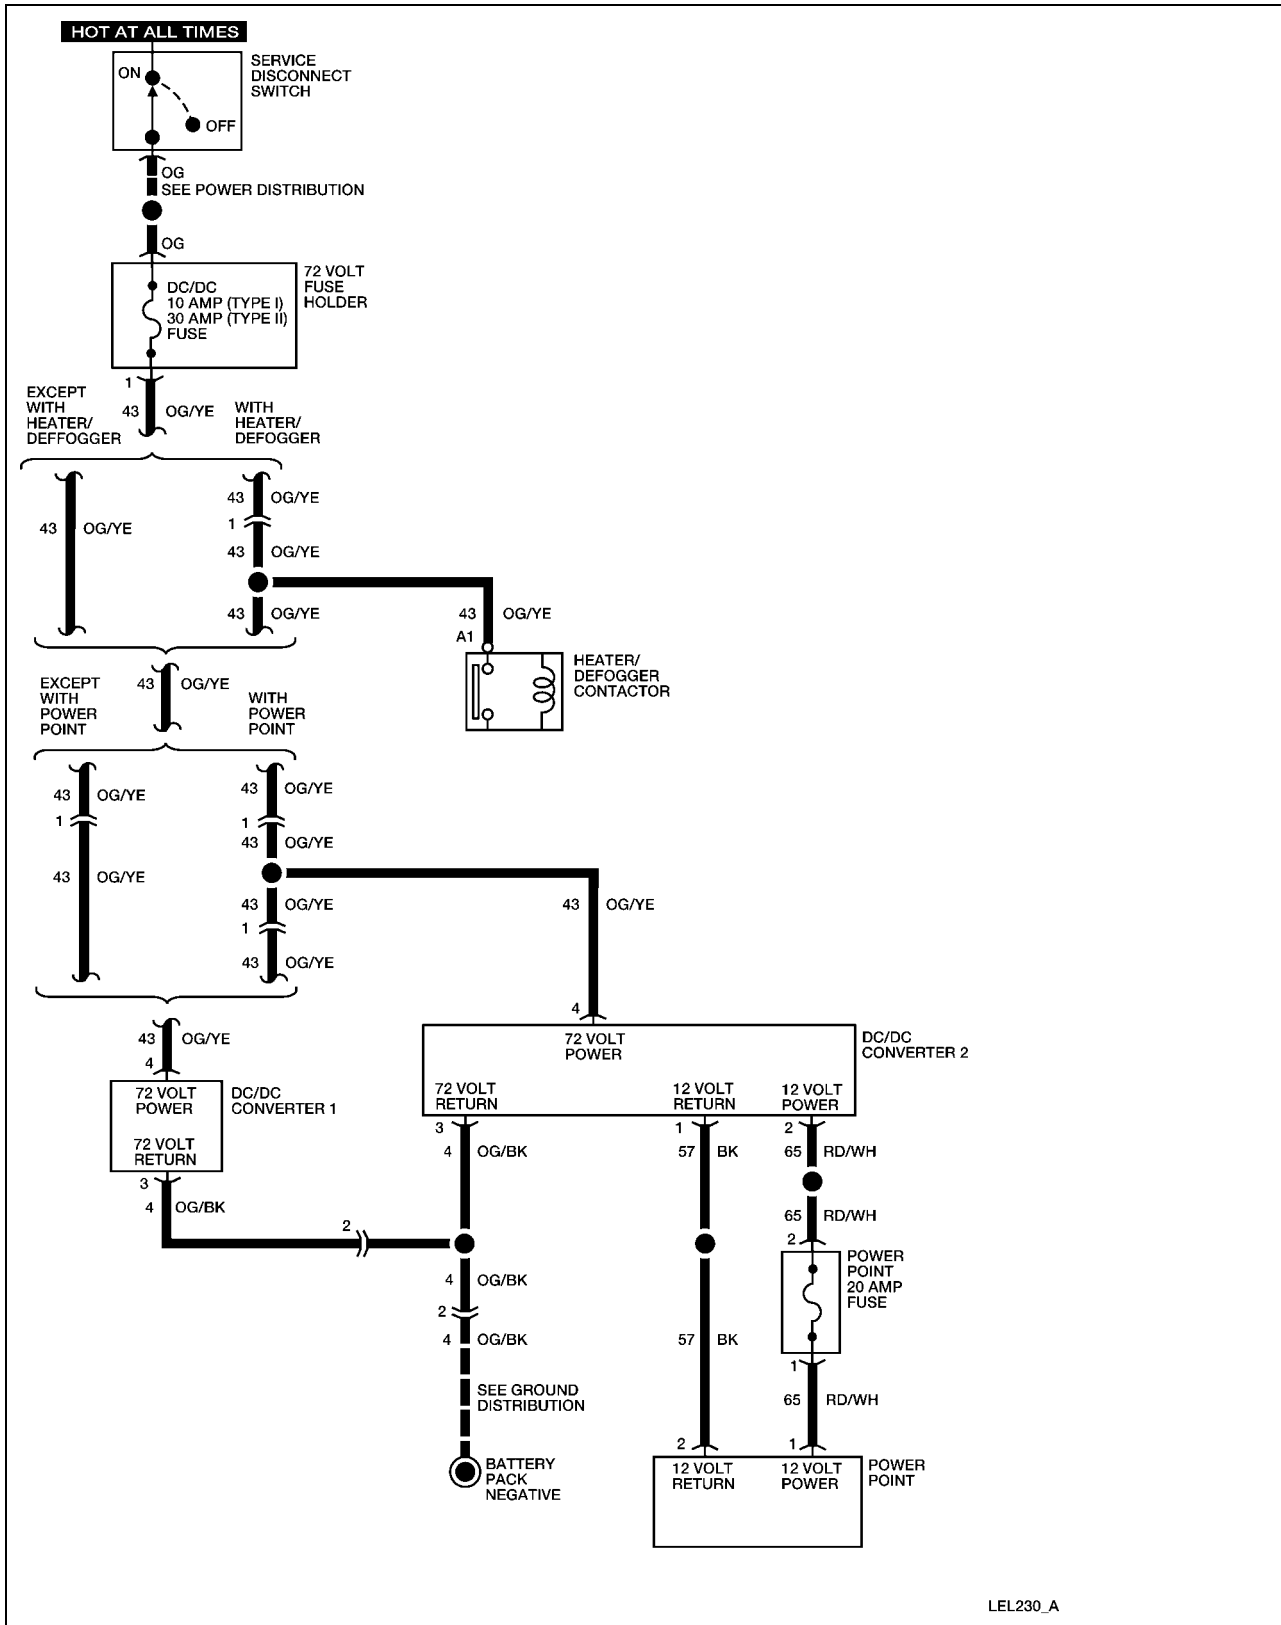 HOT AT ALL TIMES
SERVICE
DISCONNECT
SWITCH
ON
OFF
OG
SEE POWER DISTRIBUTION
OG
72 VOLT
FUSE
HOLDER
DC/DC
10 AMP (TYPE I)
30 AMP (TYPE II)
FUSE
1
43 OG/YE
EXCEPT
WITH
HEATER/
DEFFOGGER
WITH
HEATER/
DEFOGGER
43 OG/YE
43 OG/YE
1
43 OG/YE
43 OG/YE
43 OG/YE
A1
HEATER/
DEFOGGER
CONTACTOR
43 OG/YE
EXCEPT
WITH
POWER
POINT
WITH
POWER
POINT
43 OG/YE
1
43 OG/YE
43 OG/YE
1
43 OG/YE
43 OG/YE
1
43 OG/YE
43 OG/YE
4
72 VOLT
POWER
DC/DC
CONVERTER 2
43 OG/YE
4
72 VOLT
POWER
DC/DC
CONVERTER 1
72 VOLT
RETURN
72 VOLT
RETURN
12 VOLT
RETURN
12 VOLT
POWER
3
4 OG/BK
3
4 OG/BK
1
57 BK
2
65 RD/WH
65 RD/WH
2
2
POWER
POINT
20 AMP
FUSE
4 OG/BK
2
4 OG/BK
57 BK
1
65 RD/WH
SEE GROUND
DISTRIBUTION
BATTERY
PACK
NEGATIVE
2
1
12 VOLT
RETURN
12 VOLT
POWER
POWER
POINT
LEL230_A